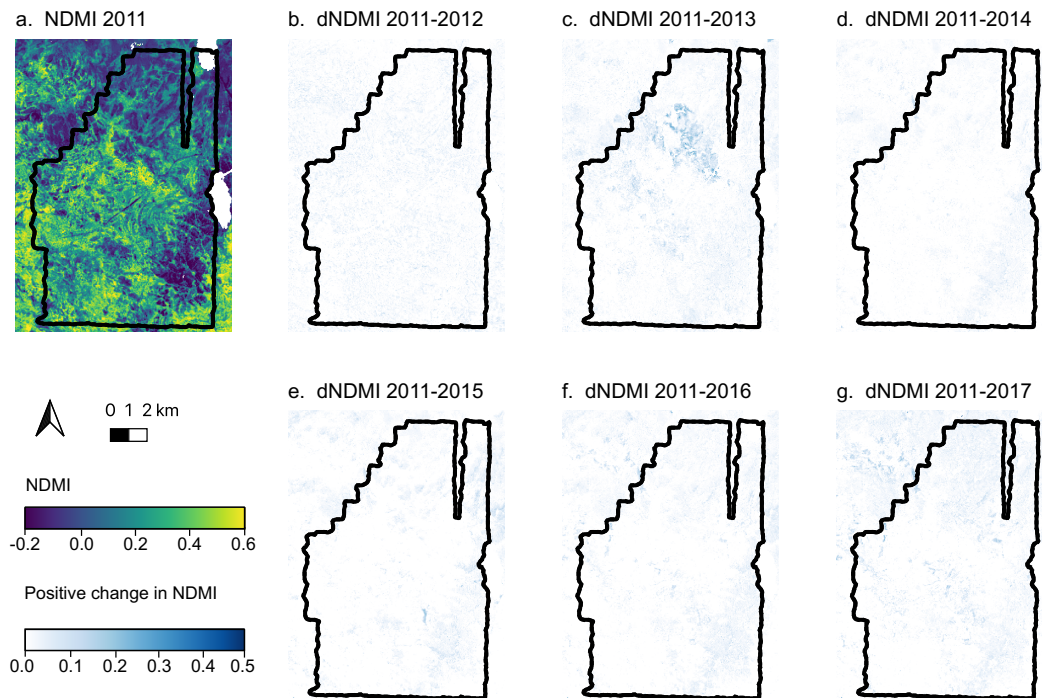 a. NDMI 2011
b. dNDMI 2011-2012
c. dNDMI 2011-2013
d. dNDMI 2011-2014
e. dNDMI 2011-2015
f. dNDMI 2011-2016
g. dNDMI 2011-2017
0 1 2 km
NDMI
-0.2 0.0 0.2 0.4 0.6
Positive change in NDMI
0.0 0.1 0.2 0.3 0.4 0.5